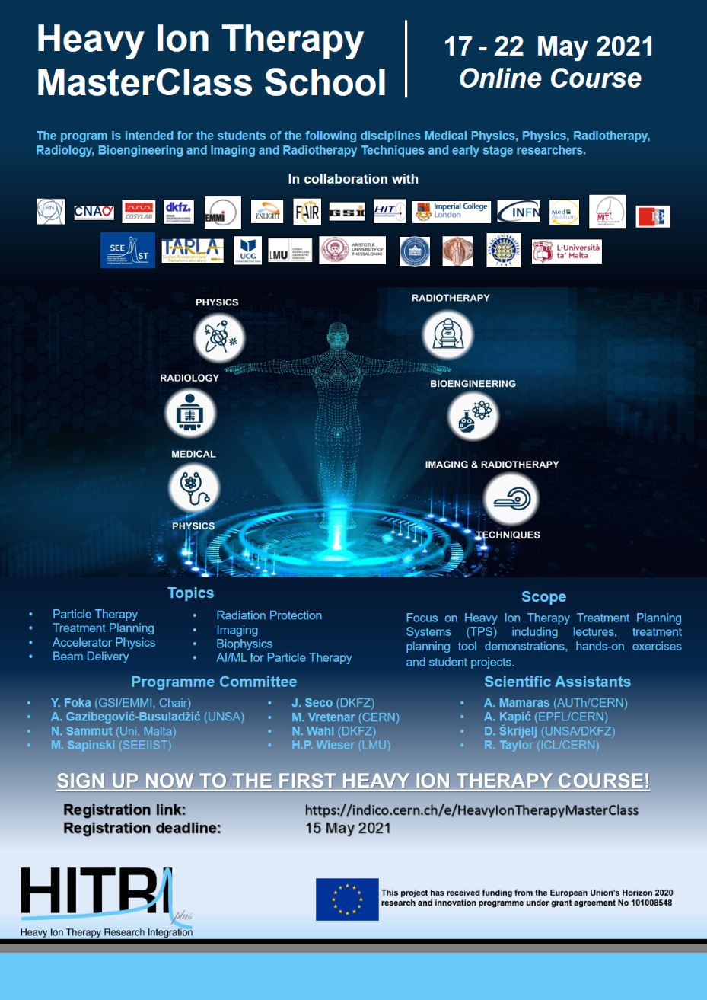 Heavy Ion Therapy
MasterClass School
17 - 22 May 2021
Online Course
The program is intended for the students of the following disciplines Medical Physics, Physics, Radiotherapy,
Radiology, Bioengineering and Imaging and Radiotherapy Techniques and early stage researchers.
In collaboration with
CERN
CNAO
COSYLAB
dkfz.
EMMI
ENLIGHT
FAIR
GSI
HIT
Imperial College
London
INFN
Med
Austron
MIT
SEE
IST
TARLA
Turkish Accelerator and
Radiation Laboratory
UCG
LMU
ARISTOTLE
UNIVERSITY OF
THESSALONIKI
L-Università
ta' Malta
PHYSICS
RADIOTHERAPY
RADIOLOGY
BIOENGINEERING
MEDICAL
PHYSICS
IMAGING & RADIOTHERAPY
TECHNIQUES
Topics
• Particle Therapy
• Treatment Planning
• Accelerator Physics
• Beam Delivery
• Radiation Protection
• Imaging
• Biophysics
• AI/ML for Particle Therapy
Scope
Focus on Heavy Ion Therapy Treatment Planning
Systems (TPS) including lectures, treatment
planning tool demonstrations, hands-on exercises
and student projects.
Programme Committee
• Y. Foka (GSI/EMMI, Chair)
• A. Gazibegović-Busuladžić (UNSA)
• N. Sammut (Uni. Malta)
• M. Sapinski (SEEIIST)
• J. Seco (DKFZ)
• M. Vretenar (CERN)
• N. Wahl (DKFZ)
• H.P. Wieser (LMU)
Scientific Assistants
• A. Mamaras (AUTh/CERN)
• A. Kapić (EPFL/CERN)
• D. Škrijelj (UNSA/DKFZ)
• R. Taylor (ICL/CERN)
SIGN UP NOW TO THE FIRST HEAVY ION THERAPY COURSE!
Registration link: https://indico.cern.ch/e/HeavyIonTherapyMasterClass
Registration deadline: 15 May 2021
HITRI plus
Heavy Ion Therapy Research Integration
This project has received funding from the European Union's Horizon 2020
research and innovation programme under grant agreement No 101008548